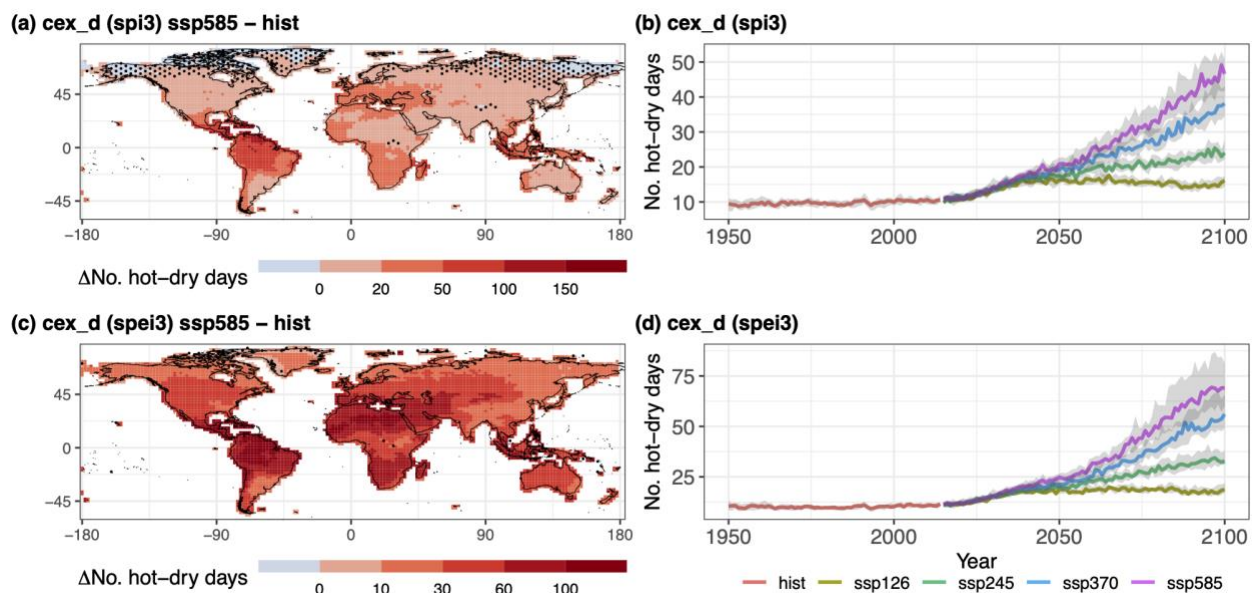 (a) cex_d (spi3) ssp585 – hist
45
0
−45
−180 −90 0 90 180
ΔNo. hot−dry days
0 20 50 100 150
(b) cex_d (spi3)
No. hot−dry days
50
40
30
20
10
1950 2000 2050 2100
(c) cex_d (spei3) ssp585 – hist
45
0
−45
−180 −90 0 90 180
ΔNo. hot−dry days
0 10 30 60 100
(d) cex_d (spei3)
No. hot−dry days
75
50
25
1950 2000 2050 2100
Year
hist ssp126 ssp245 ssp370 ssp585